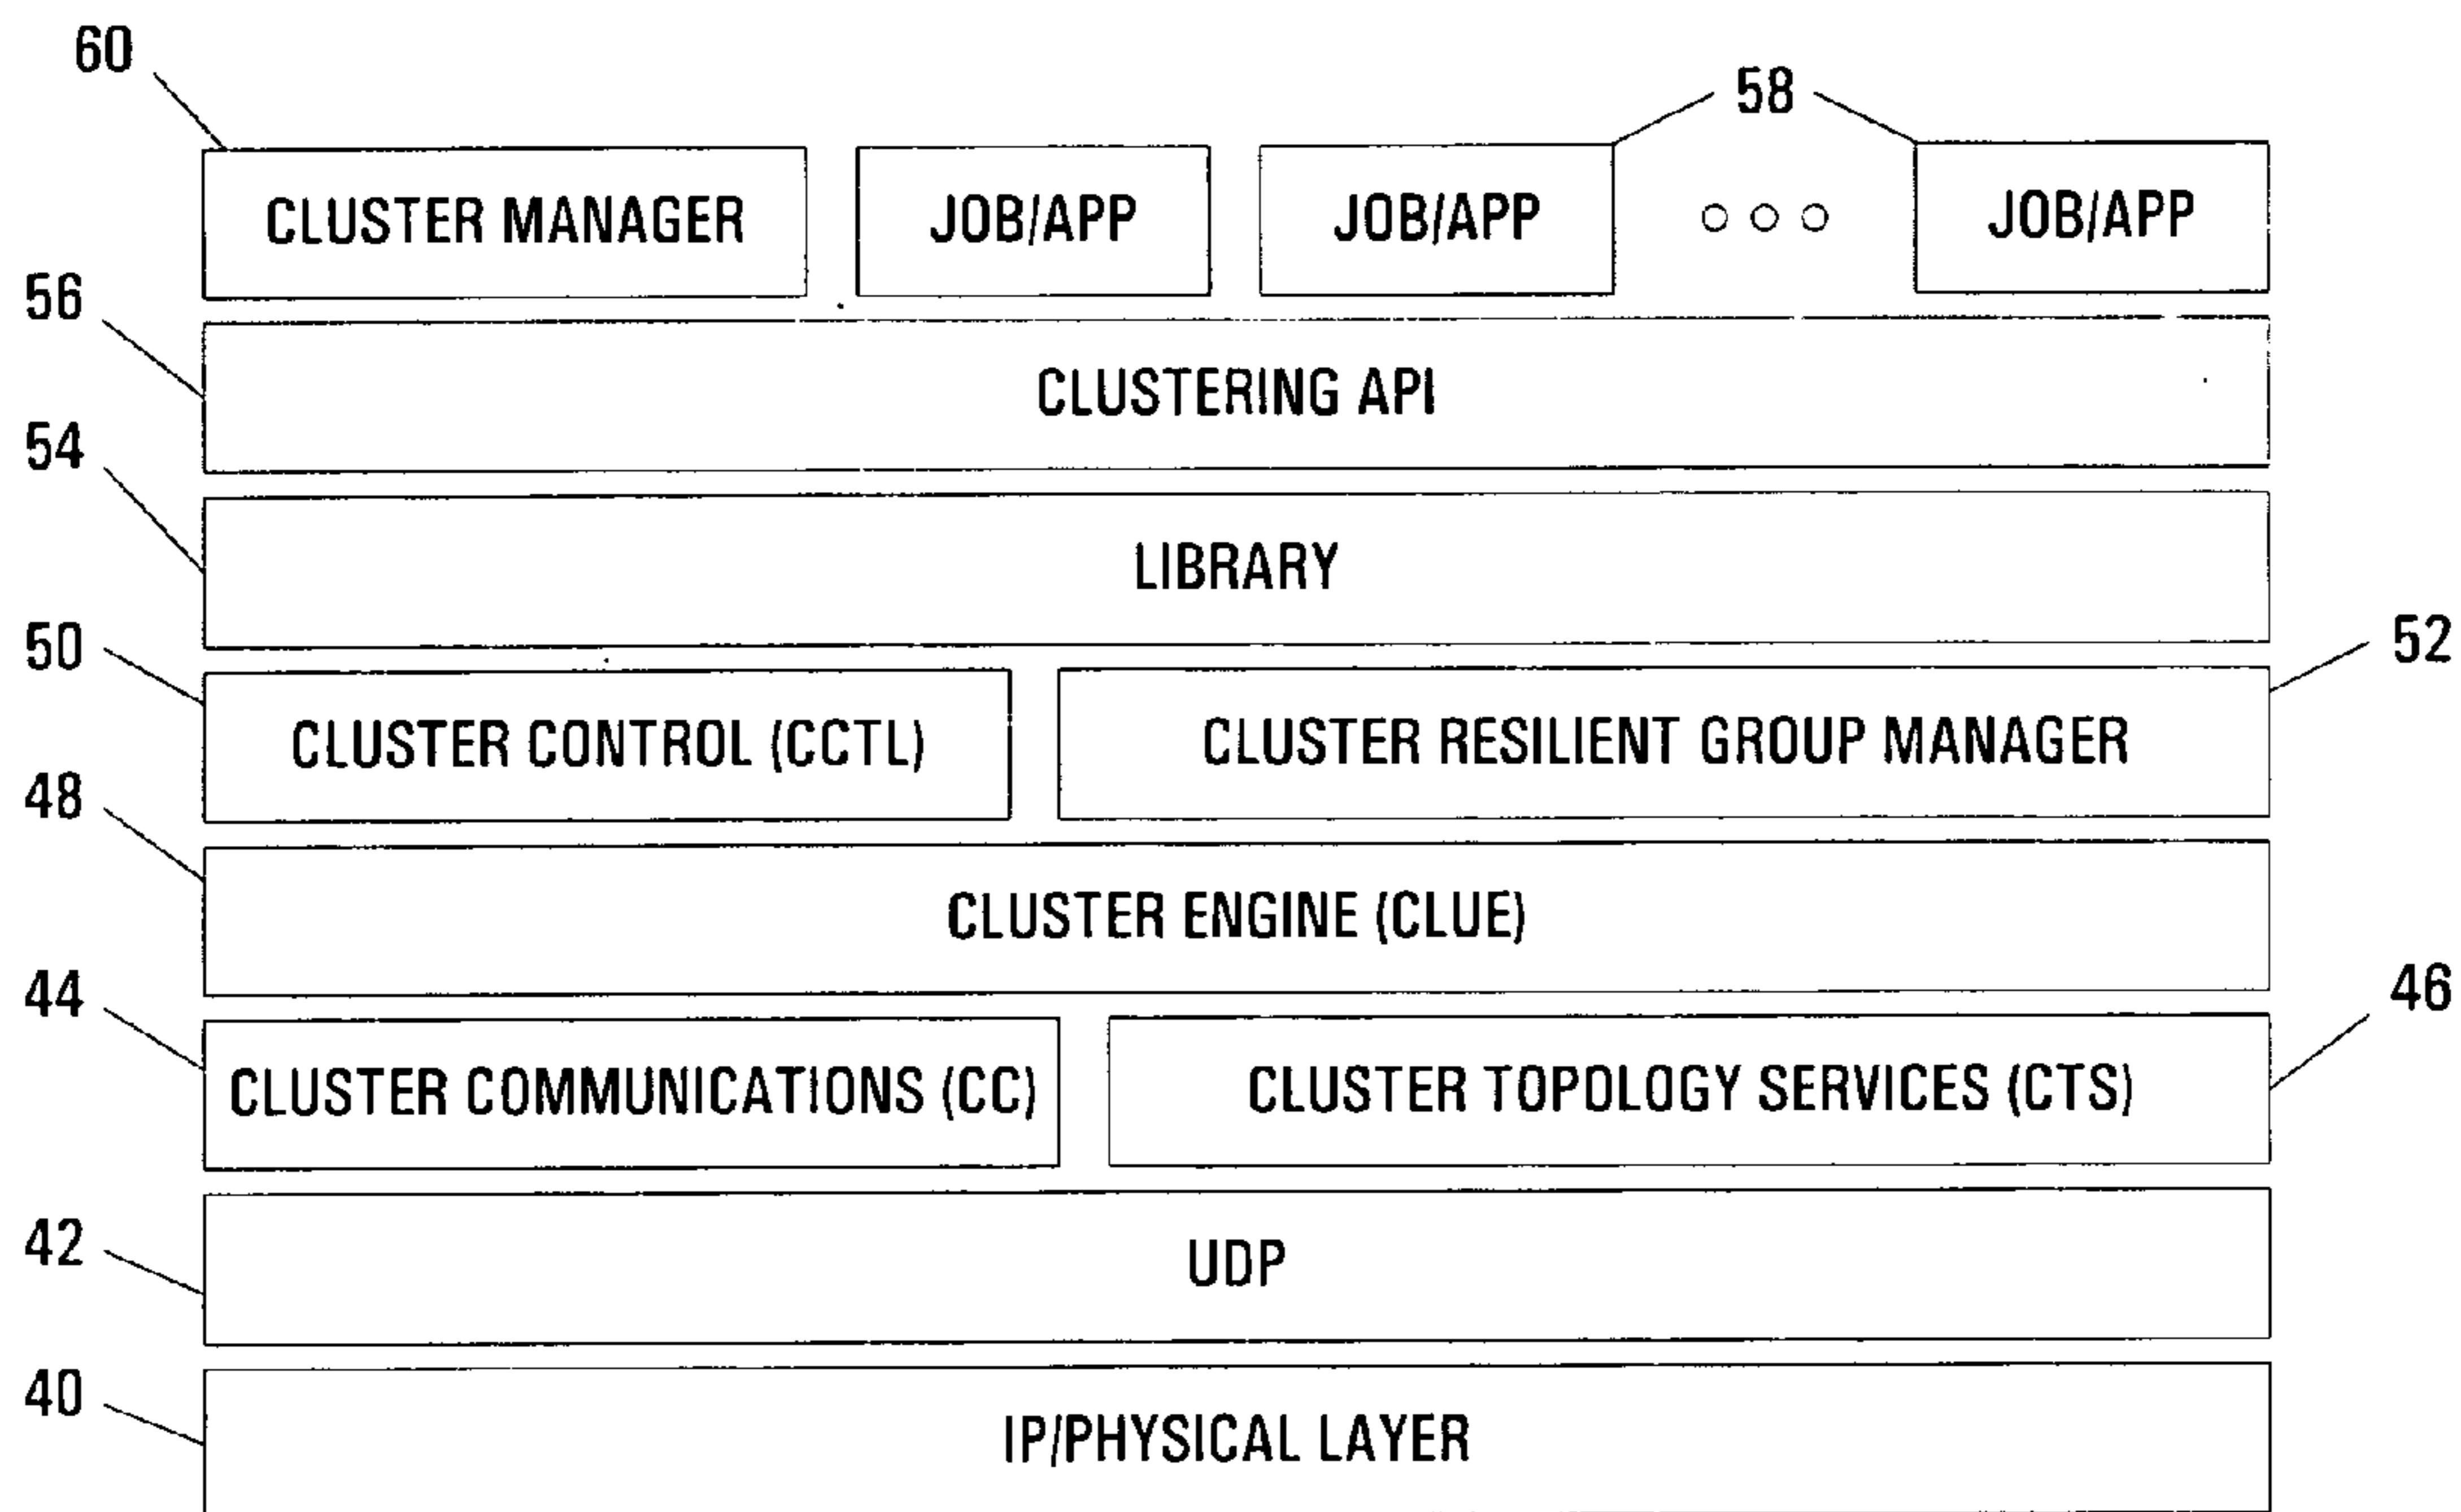 60
58
CLUSTER MANAGER JOB/APP JOB/APP JOB/APP
56
CLUSTERING API
54
LIBRARY
50
52
CLUSTER CONTROL (CCTL) CLUSTER RESILIENT GROUP MANAGER
48
CLUSTER ENGINE (CLUE)
44
46
CLUSTER COMMUNICATIONS (CC) CLUSTER TOPOLOGY SERVICES (CTS)
42
UDP
40
IP/PHYSICAL LAYER